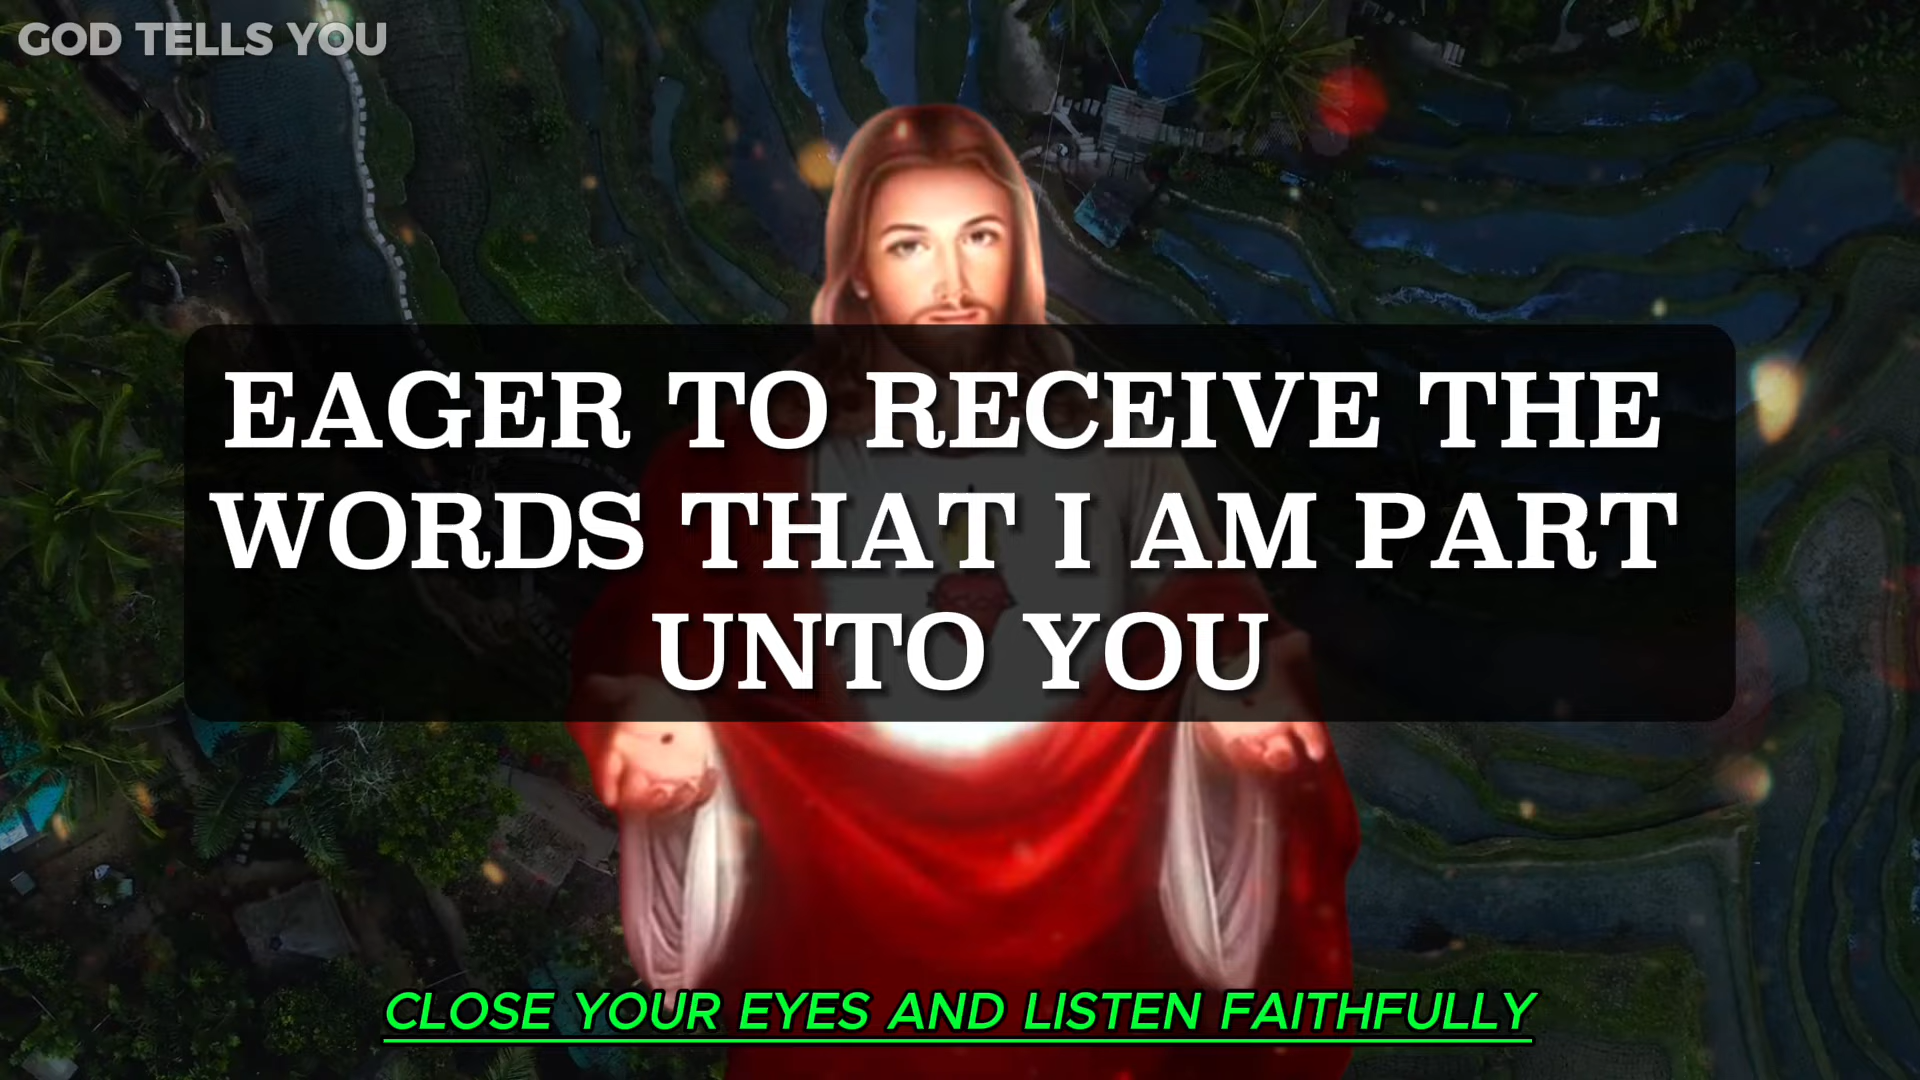 GOD TELLS YOU
EAGER TO RECEIVE THE
WORDS THAT I AM PART
UNTO YOU
CLOSE YOUR EYES AND LISTEN FAITHFULLY